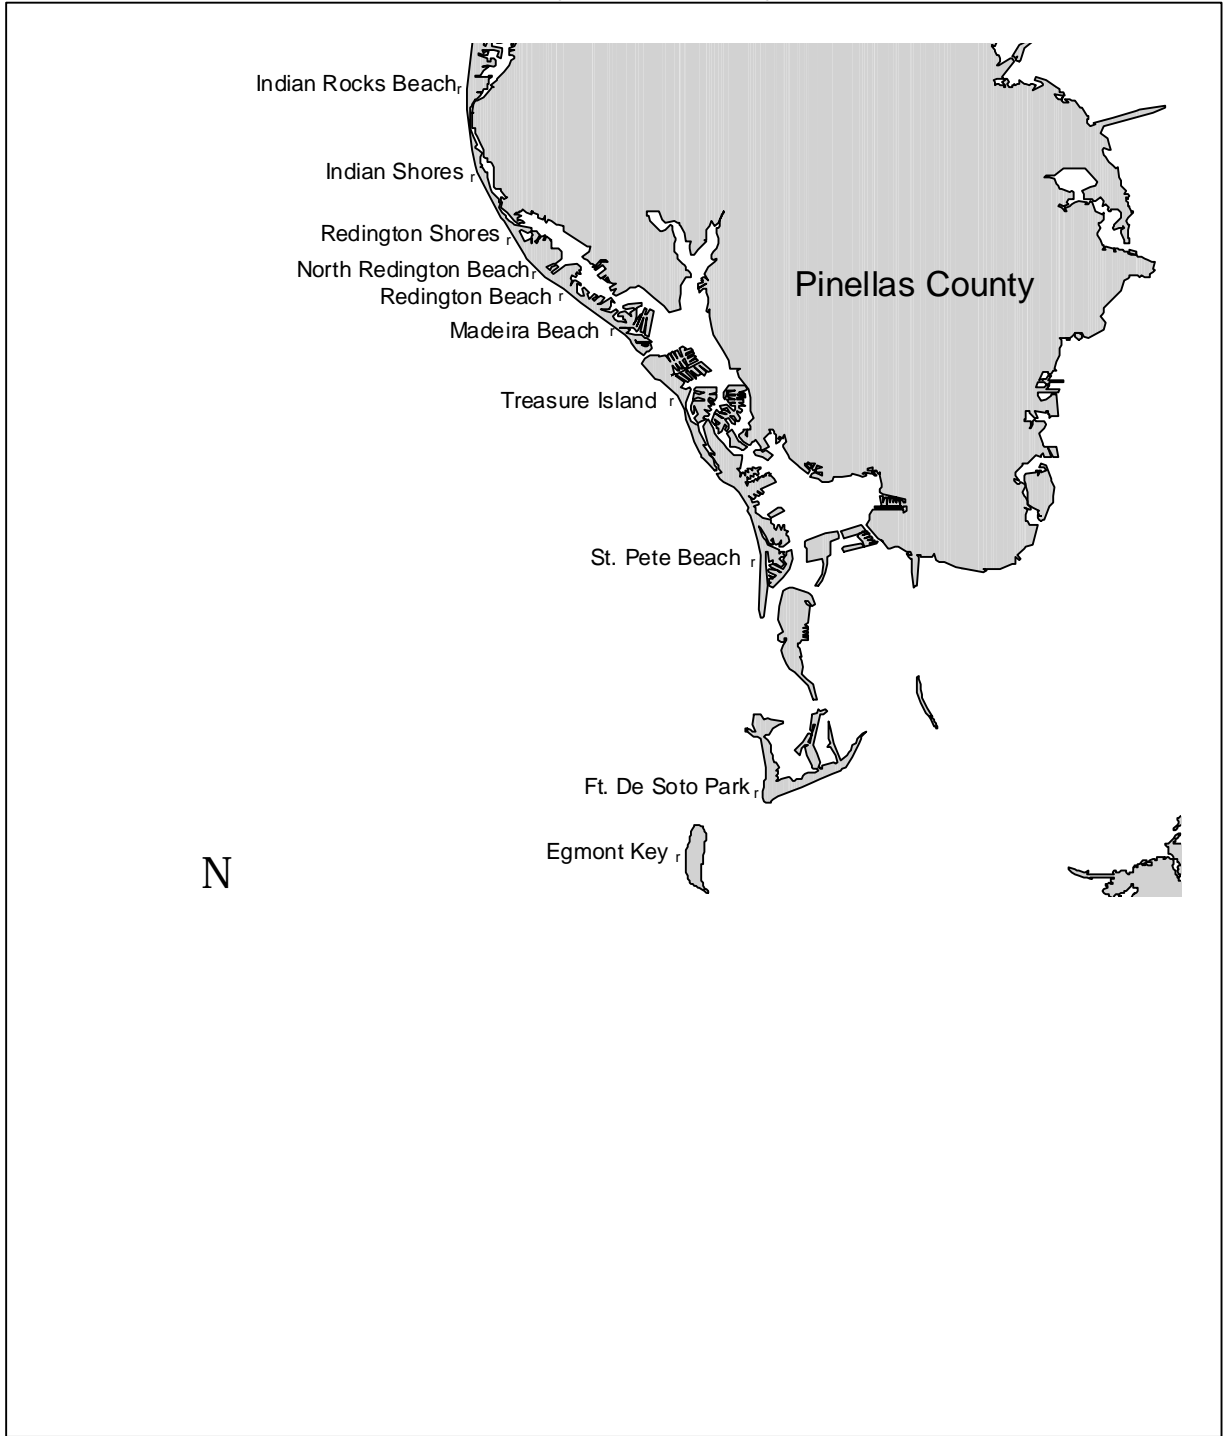 Indian Rocks Beach r
Indian Shores r
Redington Shores r
North Redington Beach r
Redington Beach r
Pinellas County
Madeira Beach r
Treasure Island r
St. Pete Beach r
Ft. De Soto Park r
Egmont Key r
N